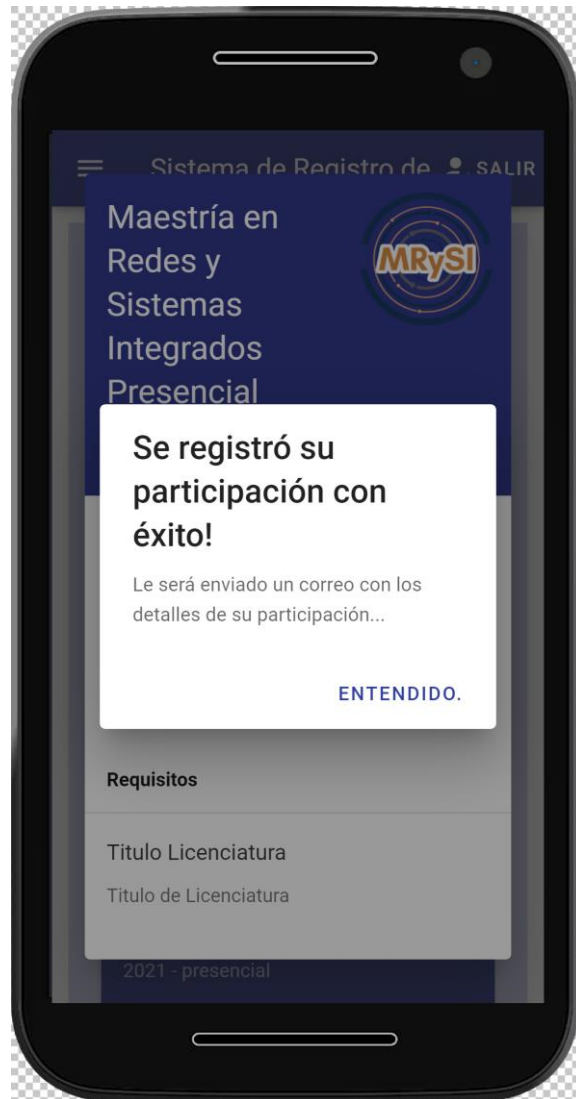 Sistema de Registro de SALIR
Maestría en
Redes y
Sistemas
Integrados
Presencial
MRySI
Se registró su
participación con
éxito!
Le será enviado un correo con los
detalles de su participación...
ENTENDIDO.
Requisitos
Titulo Licenciatura
Titulo de Licenciatura
2021 - presencial